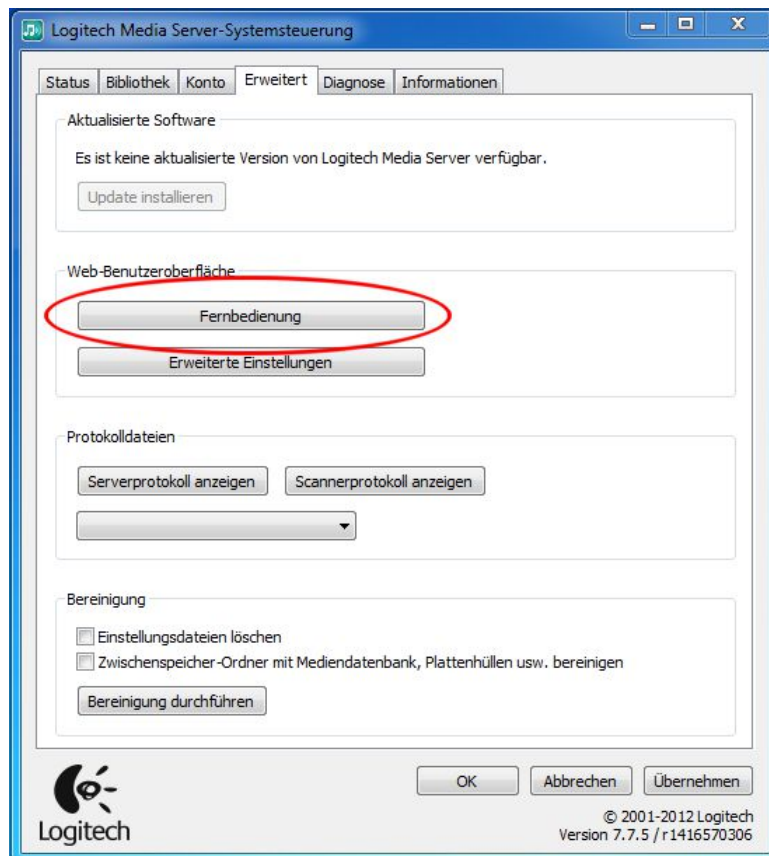 Logitech Media Server-Systemsteuerung
Status Bibliothek Konto Erweitert Diagnose Informationen
Aktualisierte Software
Es ist keine aktualisierte Version von Logitech Media Server verfügbar.
Update installieren
Web-Benutzeroberfläche
Fernbedienung
Erweiterte Einstellungen
Protokolldateien
Serverprotokoll anzeigen Scannerprotokoll anzeigen
Bereinigung
Einstellungsdateien löschen
Zwischenspeicher-Ordner mit Mediendatenbank, Plattenhüllen usw. bereinigen
Bereinigung durchführen
OK Abbrechen Übernehmen
Logitech
© 2001-2012 Logitech
Version 7.7.5 / r1416570306